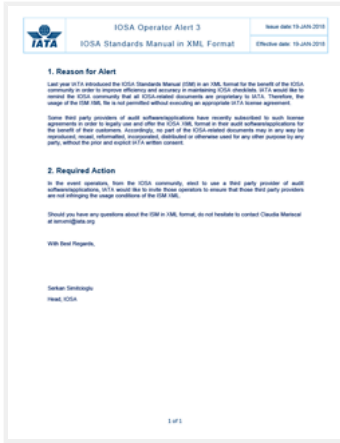 IATA
IOSA Operator Alert 3
IOSA Standards Manual in XML Format
Issue date: 19-JAN-2018
Effective date: 19-JAN-2018
1. Reason for Alert
Last year IATA introduced the IOSA Standards Manual (ISM) in an XML format for the benefit of the IOSA
community in order to improve efficiency and accuracy in maintaining IOSA checklists. IATA would like to
remind the IOSA community that all IOSA-related documents are proprietary to IATA. Therefore, the
usage of the ISM XML file is not permitted without executing an appropriate IATA license agreement.
Some third party providers of audit software/applications have recently subscribed to such license
agreements in order to legally use and offer the IOSA XML format in their audit software/applications for
the benefit of their customers. Accordingly, no part of the IOSA-related documents may in any way be
reproduced, recast, reformatted, incorporated, distributed or otherwise used for any other purpose by any
party, without the prior and explicit IATA written consent.
2. Required Action
In the event operators, from the IOSA community, elect to use a third party provider of audit
software/applications, IATA would like to invite those operators to ensure that those third party providers
are not infringing the usage conditions of the ISM XML.
Should you have any questions about the ISM in XML format, do not hesitate to contact Claudia Mariscal
at ismxml@iata.org
With Best Regards,
Serkan Simitcioglu
Head, IOSA
1 of 1